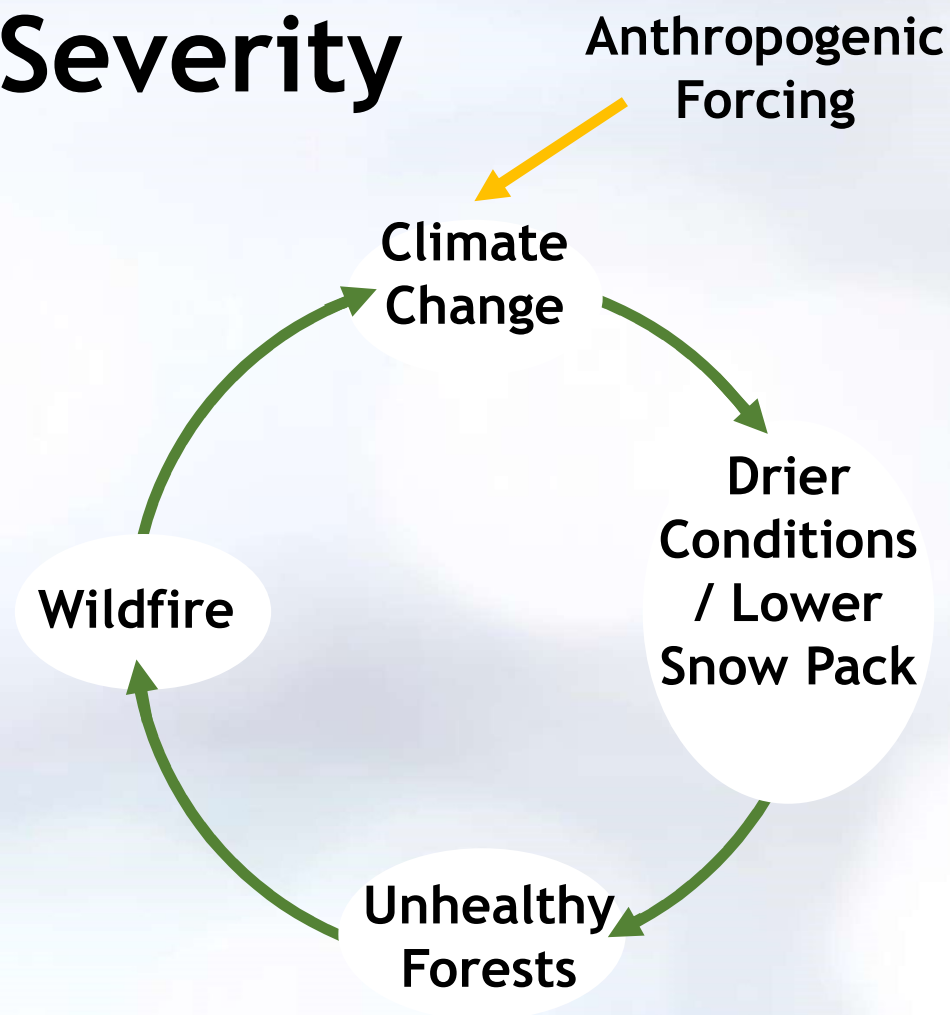 Severity
Anthropogenic
Forcing
Climate
Change
Drier
Conditions
/ Lower
Snow Pack
Wildfire
Unhealthy
Forests